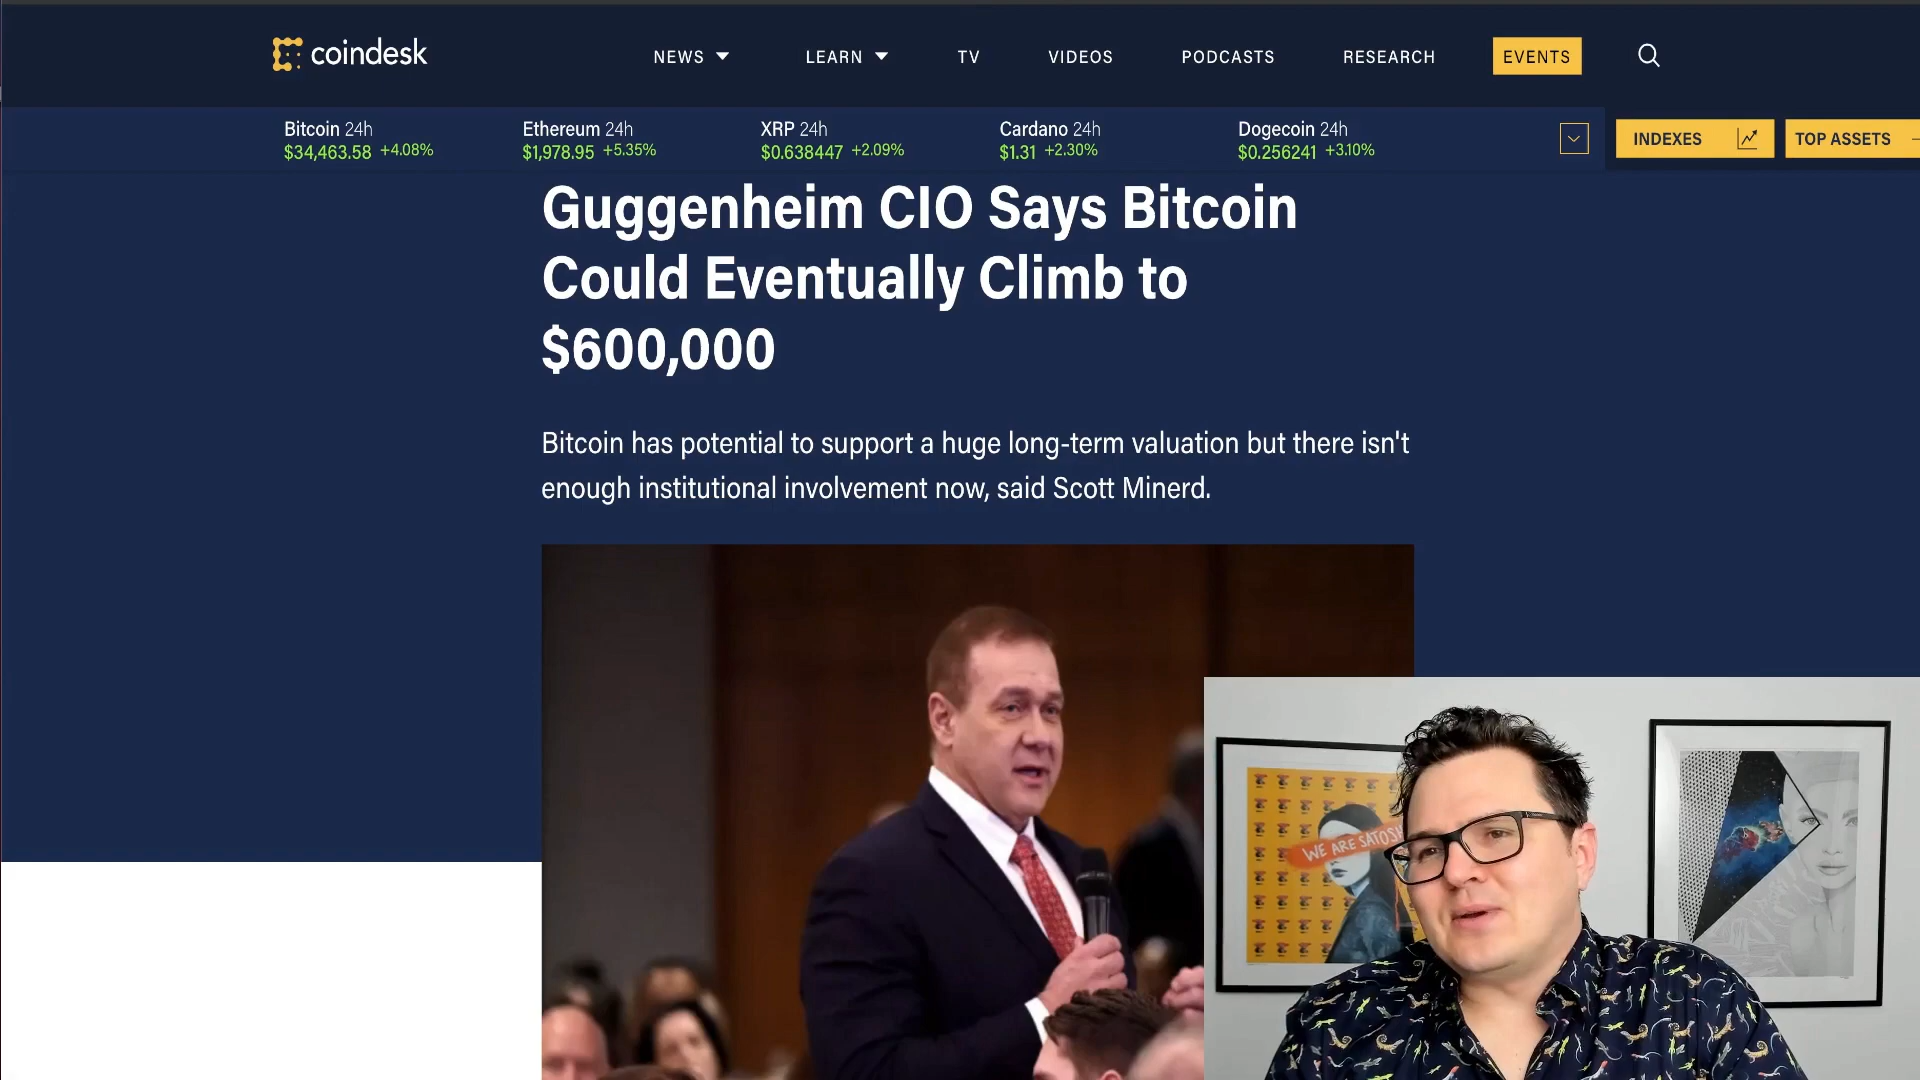 coindesk
NEWS
LEARN
TV
VIDEOS
PODCASTS
RESEARCH
EVENTS
Bitcoin 24h
$34,463.58 +4.08%
Ethereum 24h
$1,978.95 +5.35%
XRP 24h
$0.638447 +2.09%
Cardano 24h
$1.31 +2.30%
Dogecoin 24h
$0.256241 +3.10%
INDEXES
TOP ASSETS
Guggenheim CIO Says Bitcoin
Could Eventually Climb to
$600,000
Bitcoin has potential to support a huge long-term valuation but there isn't
enough institutional involvement now, said Scott Minerd.
WE ARE SATOSH